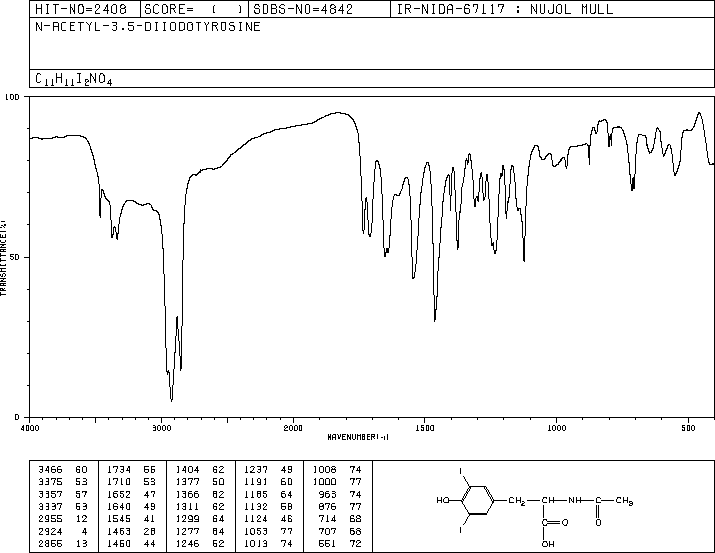 HIT-NO=2408 SCORE= ( ) SDBS-NO=4842 IR-NIDA-67117 : NUJOL MULL
N-ACETYL-3.5-DIIODOTYROSINE
C11H11I2NO4
100
50
0
TRANSMITTANCE(%)
4000 3000 2000 1500 1000 500
WAVENUMBER(-1)
3466 60 1734 56 1404 62 1237 49 1008 74
3375 53 1710 53 1377 50 1191 60 1000 77
3357 57 1652 47 1366 82 1185 64 963 74
3337 53 1640 49 1311 62 1132 58 876 77
2955 12 1545 41 1299 64 1124 46 714 68
2924 4 1463 28 1277 64 1053 77 707 68
2855 13 1460 44 1246 52 1013 74 551 72
I
HO CH2 CH NH C CH3
I C=O O
OH